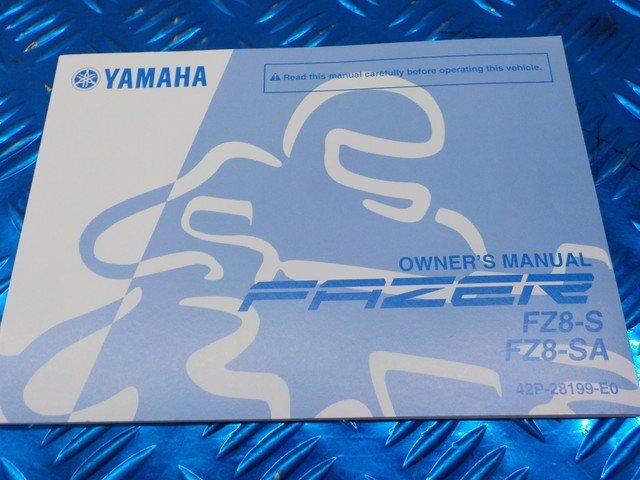 YAMAHA
⚠ Read this manual carefully before operating this vehicle.
OWNER'S MANUAL
FAZER
FZ8-S
FZ8-SA
42P-28199-E0